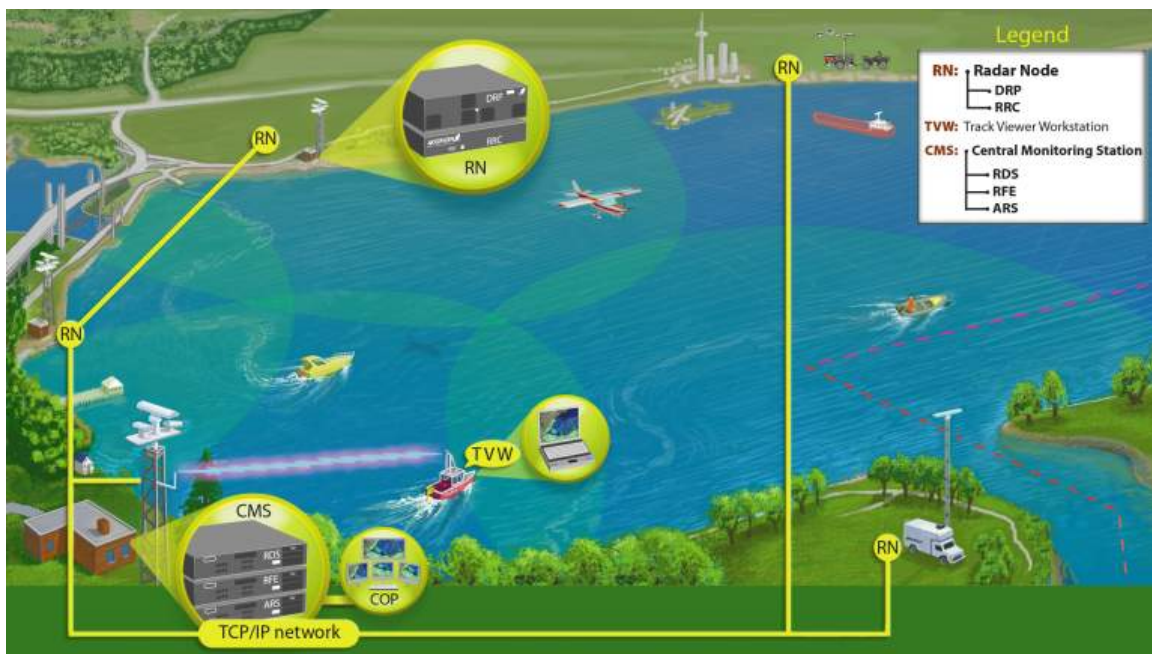 Legend
RN: Radar Node
DRP
RRC
TVW: Track Viewer Workstation
CMS: Central Monitoring Station
RDS
RFE
ARS
RN
DRP
RRC
RN
RN
RN
TVW
CMS
RDS
RFE
ARS
COP
RN
TCP/IP network